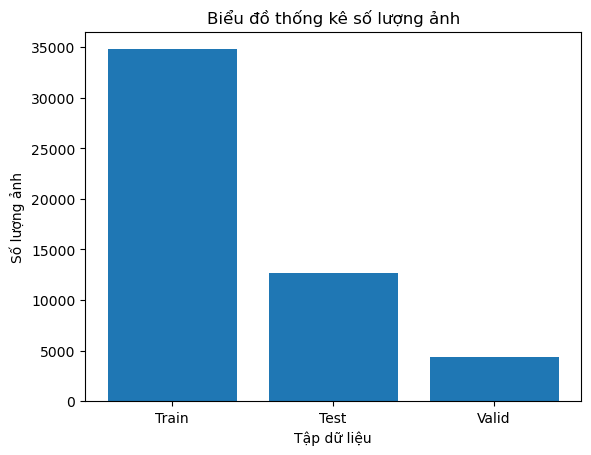 Biểu đồ thống kê số lượng ảnh
35000
30000
25000
20000
15000
10000
5000
0
Số lượng ảnh
Train
Test
Valid
Tập dữ liệu